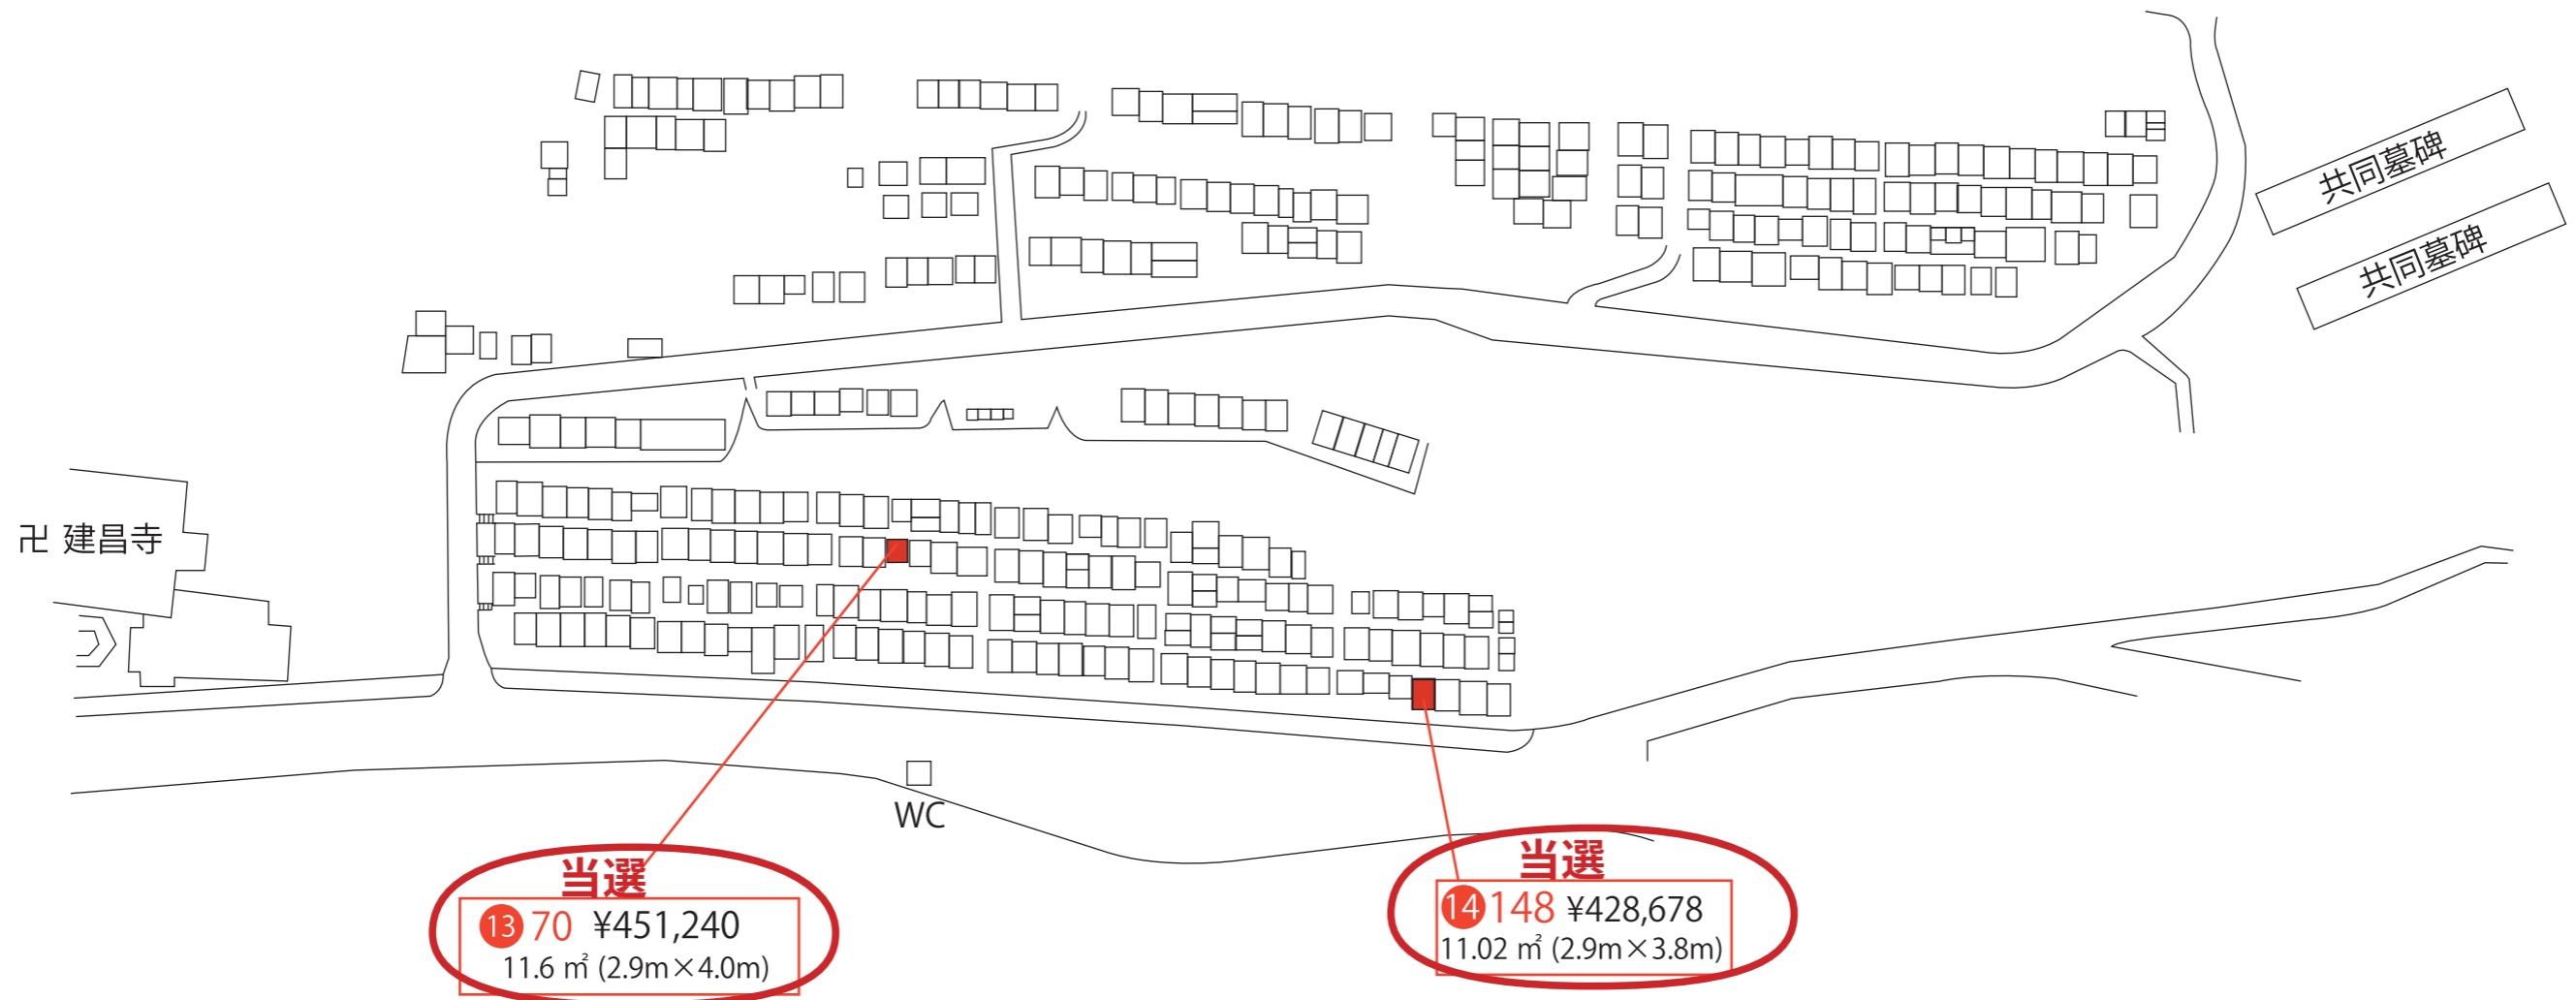 共同墓碑
共同墓碑
卍 建昌寺
WC
当選
13 70 ¥451,240
11.6 ㎡ (2.9m×4.0m)
当選
14 148 ¥428,678
11.02 ㎡ (2.9m×3.8m)